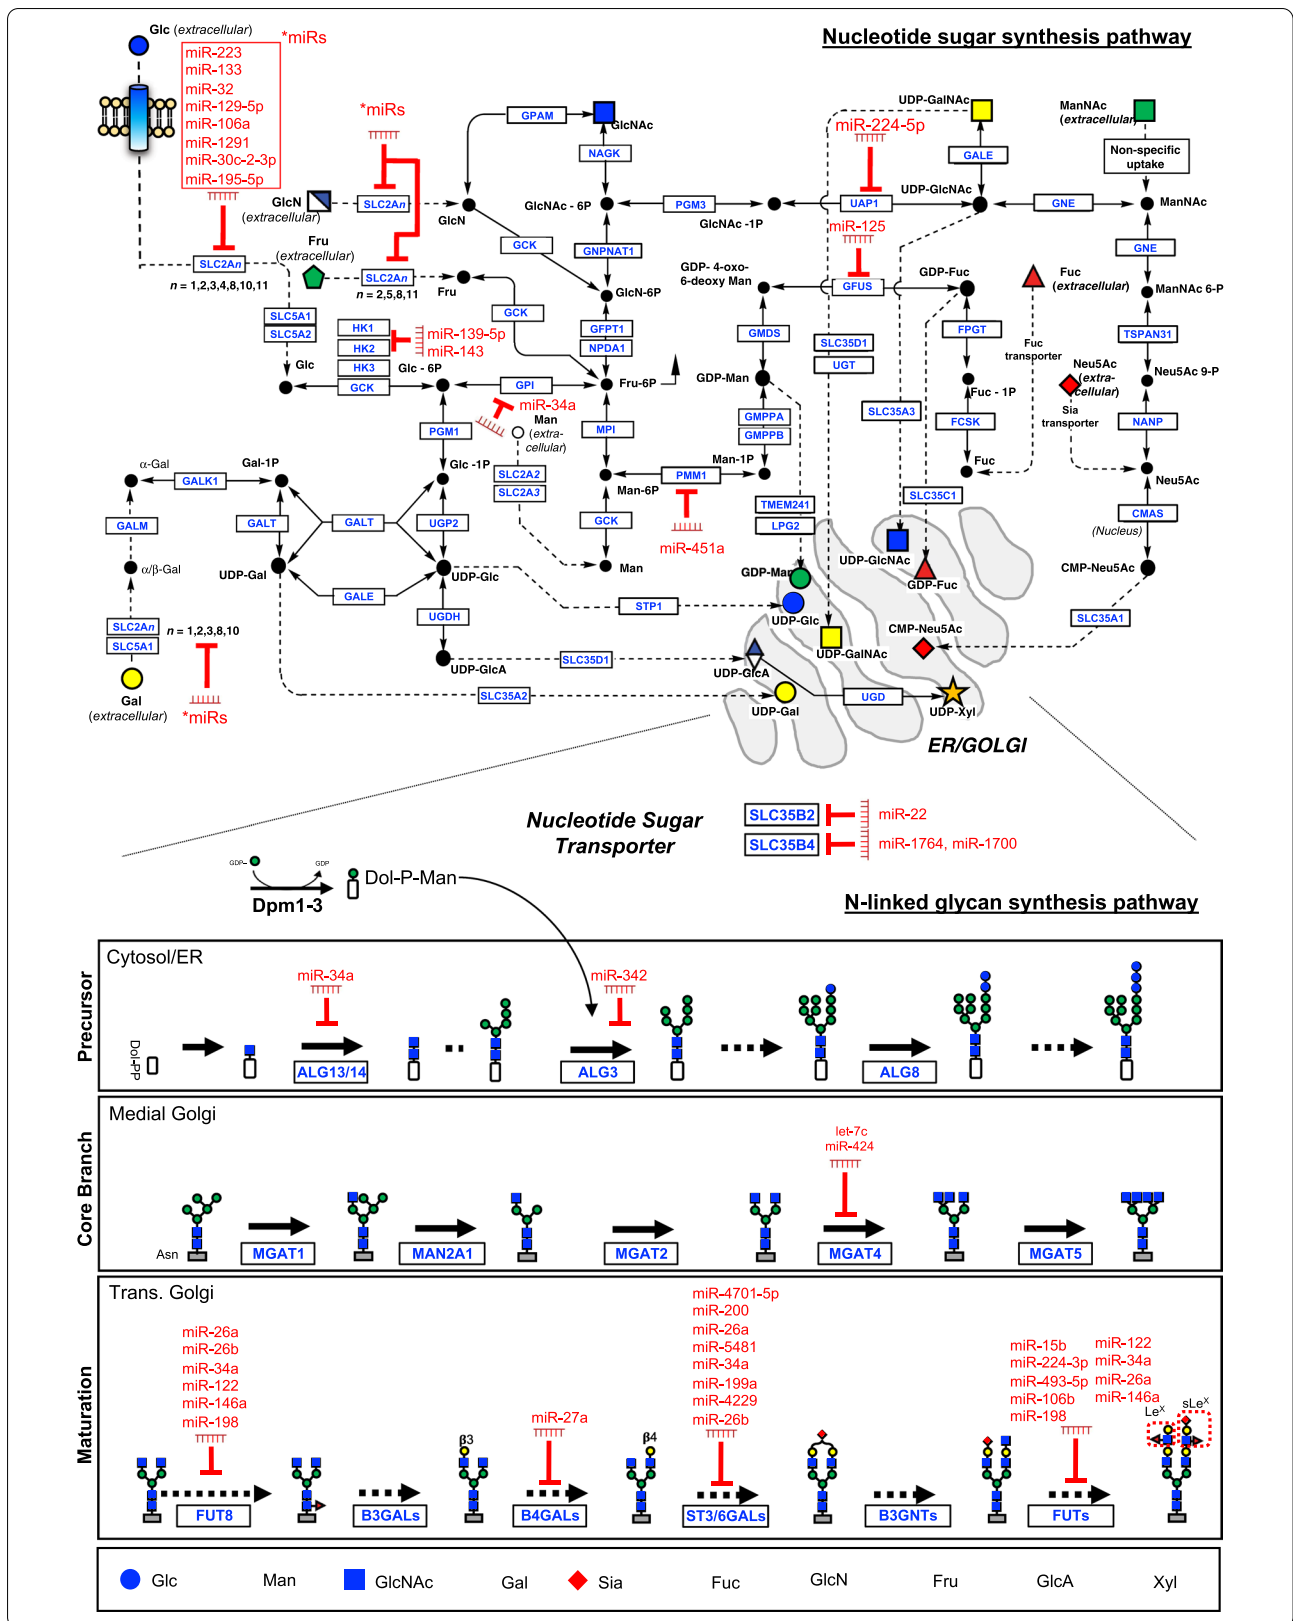 Nucleotide sugar synthesis pathway
Glc (extracellular)
*miRs
miR-223
miR-133
miR-32
miR-129-5p
miR-106a
miR-1291
miR-30c-2-3p
miR-195-5p
*miRs
GPAM
GlcNAc
NAGK
UDP-GalNAc
miR-224-5p
ManNAc
(extracellular)
GALE
Non-specific
uptake
GlcN
(extracellular)
SLC2An
GlcN
GlcNAc - 6P
PGM3
GlcNAc -1P
UAP1
UDP-GlcNAc
GNE
ManNAc
miR-125
Fru
(extracellular)
GCK
GNPNAT1
GNE
SLC2An
n = 1,2,3,4,8,10,11
SLC2An
n = 2,5,8,11
Fru
GlcN-6P
GDP- 4-oxo-
6-deoxy Man
GFUS
GDP-Fuc
Fuc
(extracellular)
ManNAc 6-P
SLC5A1
SLC5A2
HK1
HK2
HK3
GCK
miR-139-5p
miR-143
GCK
GFPT1
NPDA1
GMDS
SLC35D1
UGT
FPGT
Fuc
transporter
TSPAN31
Glc
Glc - 6P
GPI
Fru-6P
GDP-Man
Fuc - 1P
Neu5Ac
(extra-
cellular)
Neu5Ac 9-P
miR-34a
PGM1
Man
(extra-
cellular)
MPI
GMPPA
GMPPB
SLC35A3
FCSK
Sia
transporter
NANP
α-Gal
GALK1
Gal-1P
Glc -1P
SLC2A2
SLC2A3
Man-6P
PMM1
Man-1P
Fuc
Neu5Ac
GALM
GALT
GALT
UGP2
GCK
miR-451a
TMEM241
LPG2
SLC35C1
CMAS
(Nucleus)
α/β-Gal
UDP-Gal
UDP-Glc
Man
GDP-Man
UDP-GlcNAc
GDP-Fuc
CMP-Neu5Ac
GALE
STP1
UDP-Glc
SLC2An
SLC5A1
n = 1,2,3,8,10
UGDH
SLC35A1
CMP-Neu5Ac
UDP-GalNAc
UDP-GlcA
SLC35D1
UDP-GlcA
Gal
(extracellular)
*miRs
SLC35A2
UDP-Gal
UGD
UDP-Xyl
ER/GOLGI
Nucleotide Sugar
Transporter
SLC35B2
miR-22
SLC35B4
miR-1764, miR-1700
GDP–
GDP
Dol-P-Man
Dpm1-3
N-linked glycan synthesis pathway
Precursor
Cytosol/ER
miR-34a
miR-342
Dol-PP
ALG13/14
ALG3
ALG8
Core Branch
Medial Golgi
let-7c
miR-424
Asn
MGAT1
MAN2A1
MGAT2
MGAT4
MGAT5
Maturation
Trans. Golgi
miR-26a
miR-26b
miR-34a
miR-122
miR-146a
miR-198
miR-27a
miR-4701-5p
miR-200
miR-26a
miR-5481
miR-34a
miR-199a
miR-4229
miR-26b
miR-15b
miR-224-3p
miR-493-5p
miR-106b
miR-198
miR-122
miR-34a
miR-26a
miR-146a
Leˣ
sLeˣ
β3
β4
FUT8
B3GALs
B4GALs
ST3/6GALs
B3GNTs
FUTs
Glc
Man
GlcNAc
Gal
Sia
Fuc
GlcN
Fru
GlcA
Xyl